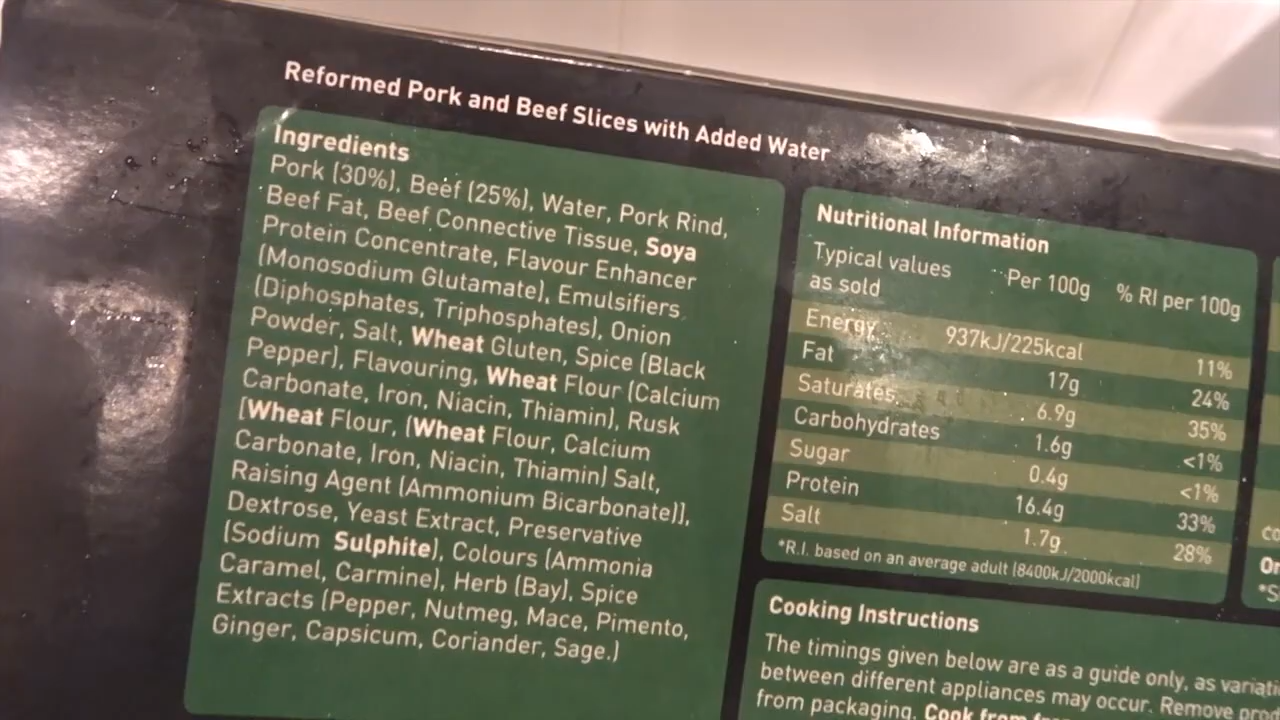 Reformed Pork and Beef Slices with Added Water
Ingredients
Pork (30%), Beef (25%), Water, Pork Rind,
Beef Fat, Beef Connective Tissue, Soya
Protein Concentrate, Flavour Enhancer
(Monosodium Glutamate), Emulsifiers
(Diphosphates, Triphosphates), Onion
Powder, Salt, Wheat Gluten, Spice (Black
Pepper), Flavouring, Wheat Flour (Calcium
Carbonate, Iron, Niacin, Thiamin), Rusk
(Wheat Flour, (Wheat Flour, Calcium
Carbonate, Iron, Niacin, Thiamin) Salt,
Raising Agent (Ammonium Bicarbonate)),
Dextrose, Yeast Extract, Preservative
(Sodium Sulphite), Colours (Ammonia
Caramel, Carmine), Herb (Bay), Spice
Extracts (Pepper, Nutmeg, Mace, Pimento,
Ginger, Capsicum, Coriander, Sage.)
Nutritional Information
Typical values as sold Per 100g % RI per 100g
Energy 937kJ/225kcal 11%
Fat 17g 24%
Saturates 6.9g 35%
Carbohydrates 1.6g <1%
Sugar 0.4g <1%
Protein 16.4g 33%
Salt 1.7g 28%
*R.I. based on an average adult (8400kJ/2000kcal)
Cooking Instructions
The timings given below are as a guide only, as
between different appliances may occur. Remove
from packaging. Cook from